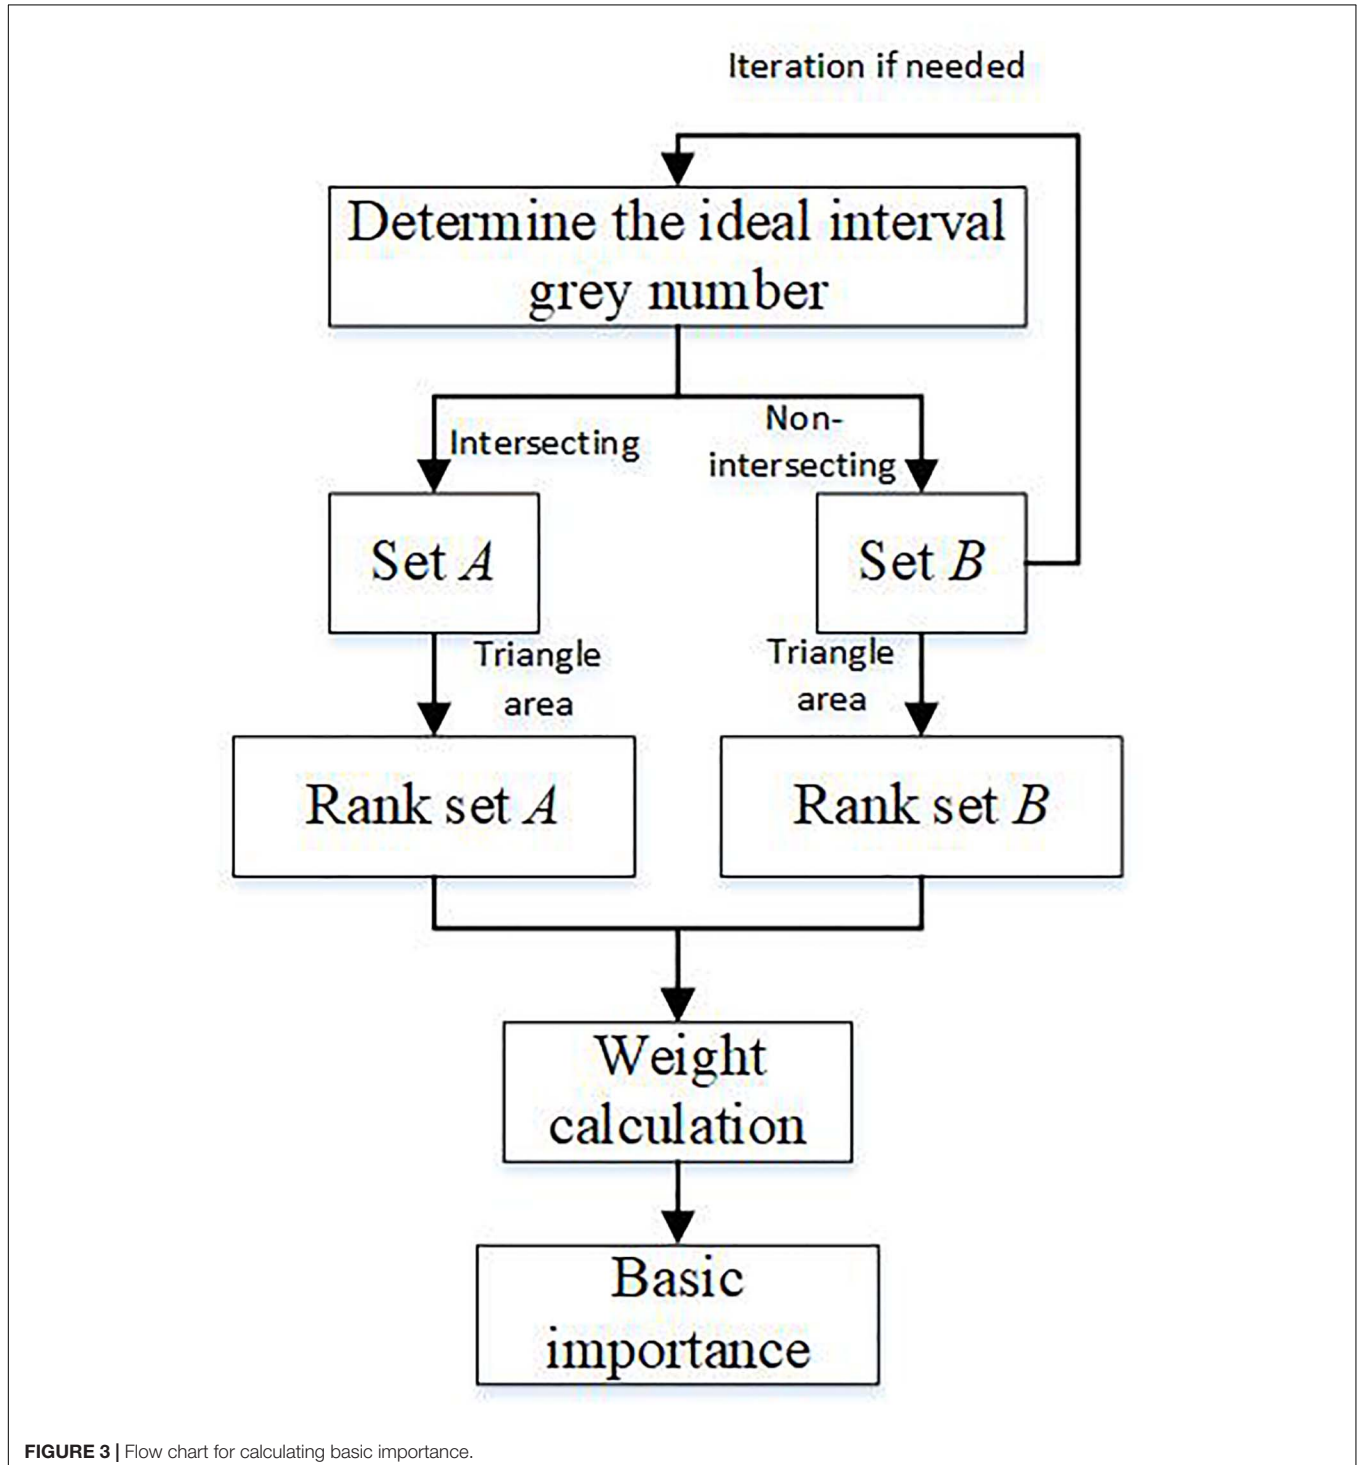 Iteration if needed
Determine the ideal interval
grey number
Intersecting
Non-
intersecting
Set A
Set B
Triangle
area
Triangle
area
Rank set A
Rank set B
Weight
calculation
Basic
importance
FIGURE 3 | Flow chart for calculating basic importance.